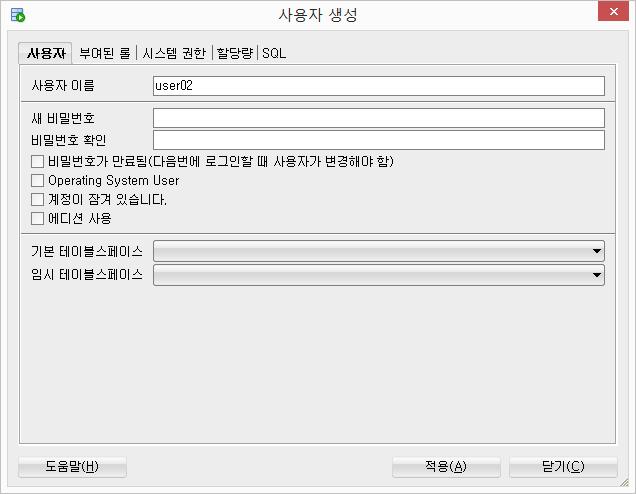 사용자 생성
사용자 부여된 롤 시스템 권한 할당량 SQL
사용자 이름 user02
새 비밀번호
비밀번호 확인
비밀번호가 만료됨(다음번에 로그인할 때 사용자가 변경해야 함)
Operating System User
계정이 잠겨 있습니다.
에디션 사용
기본 테이블스페이스
임시 테이블스페이스
도움말(H) 적용(A) 닫기(C)